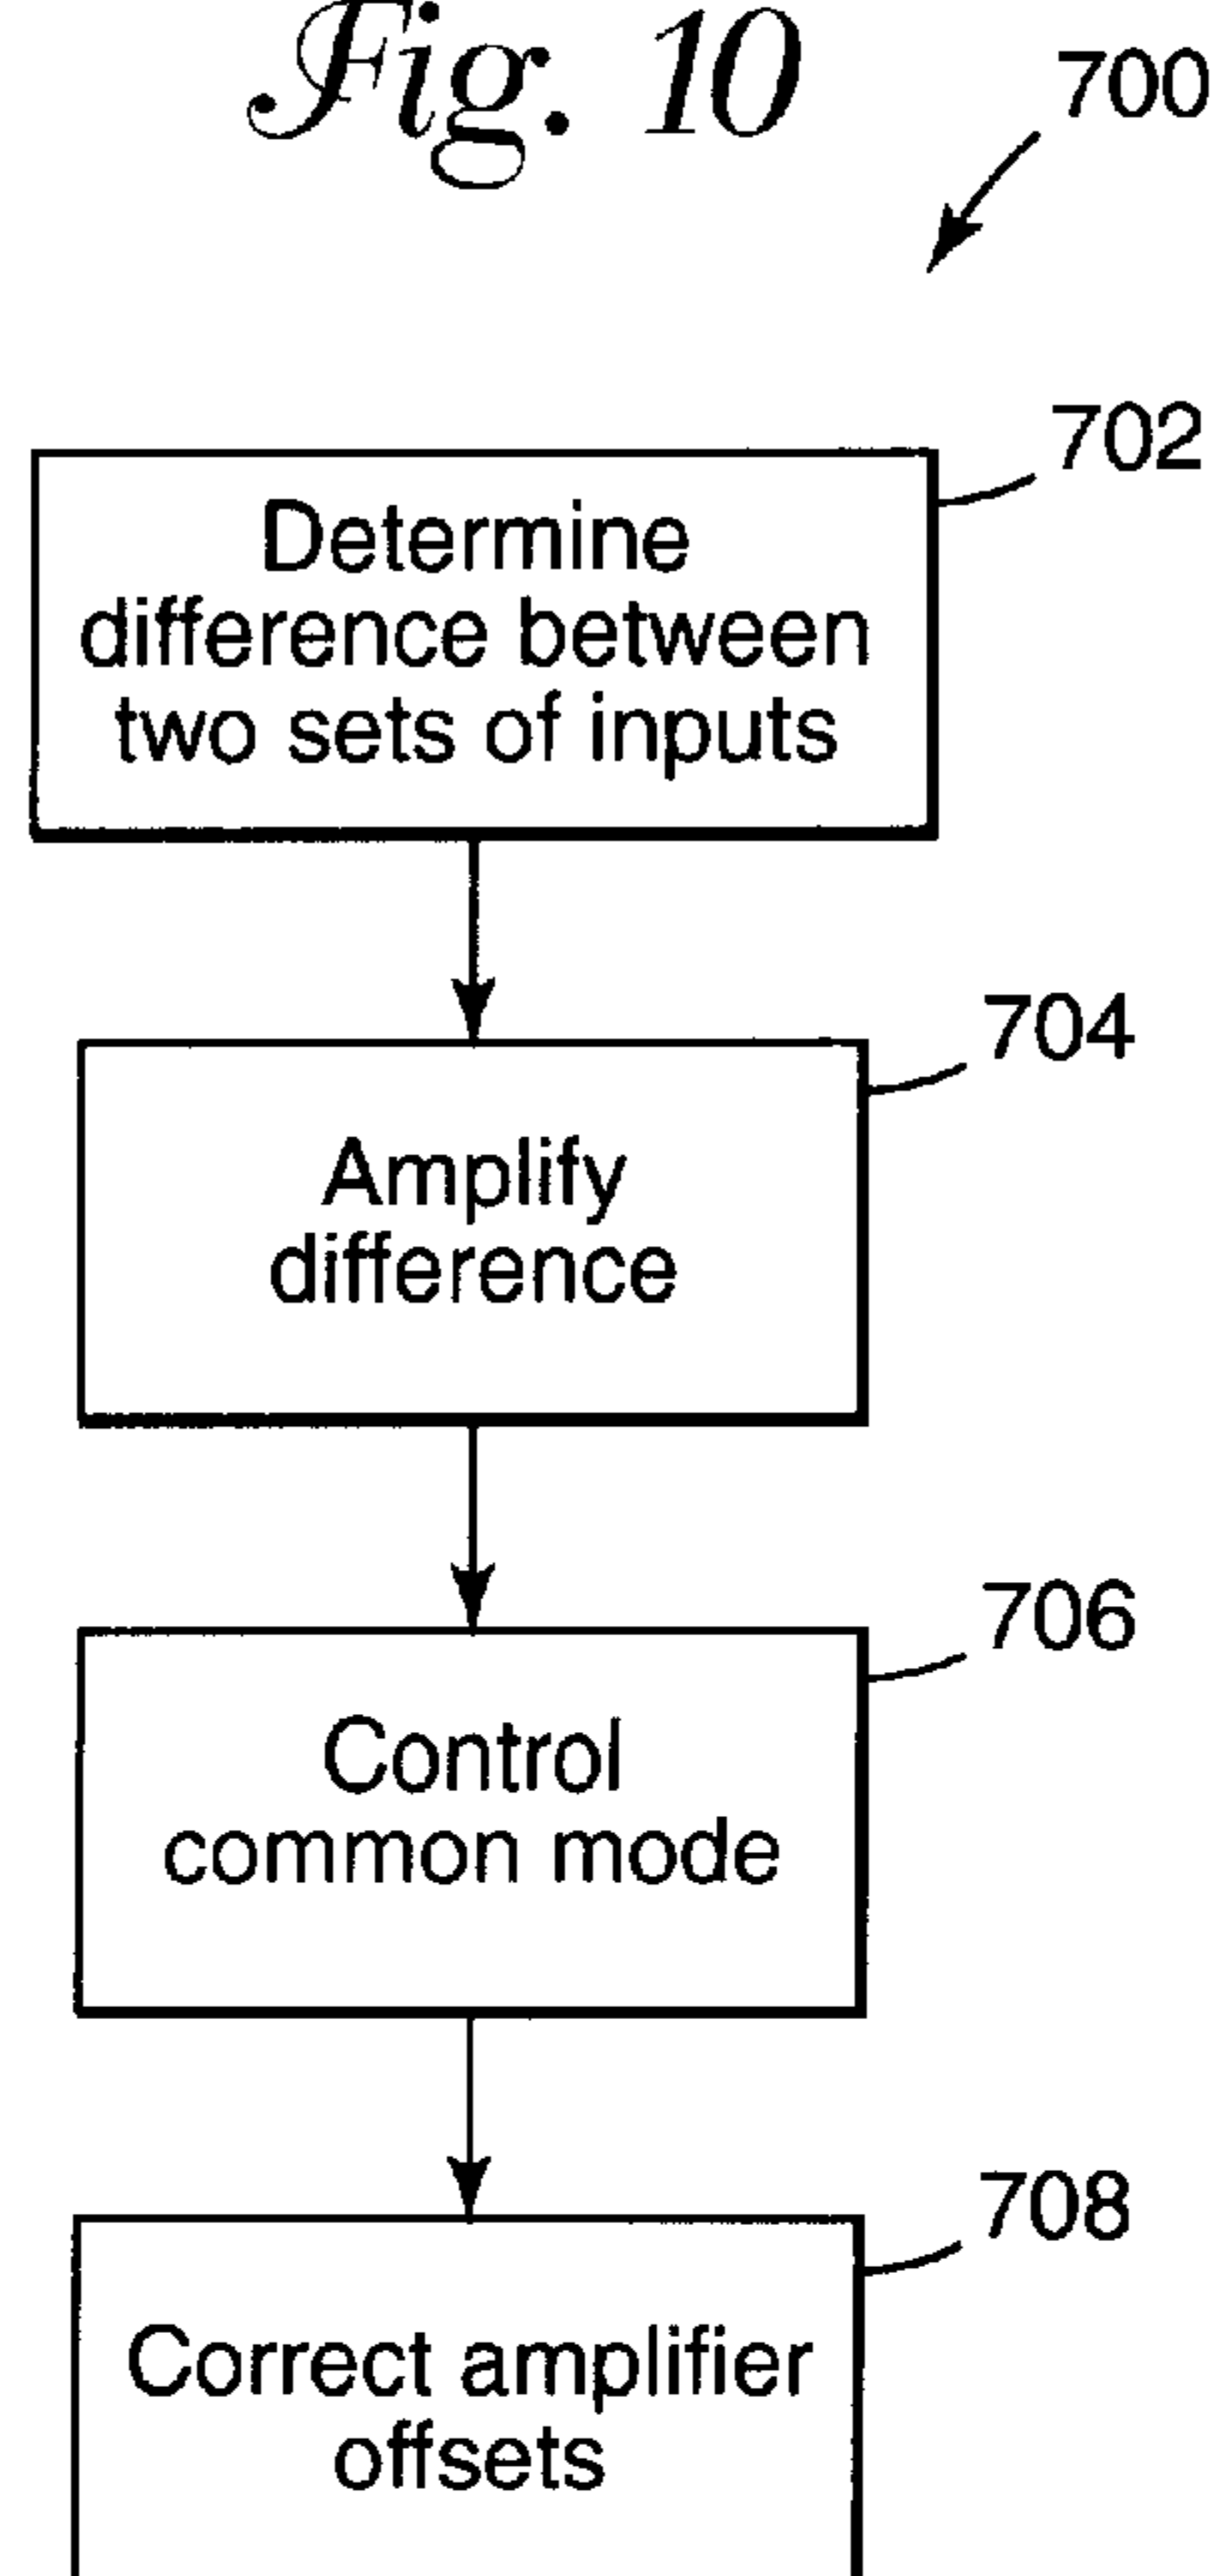 Fig. 10
700
702
Determine
difference between
two sets of inputs
704
Amplify
difference
706
Control
common mode
708
Correct amplifier
offsets